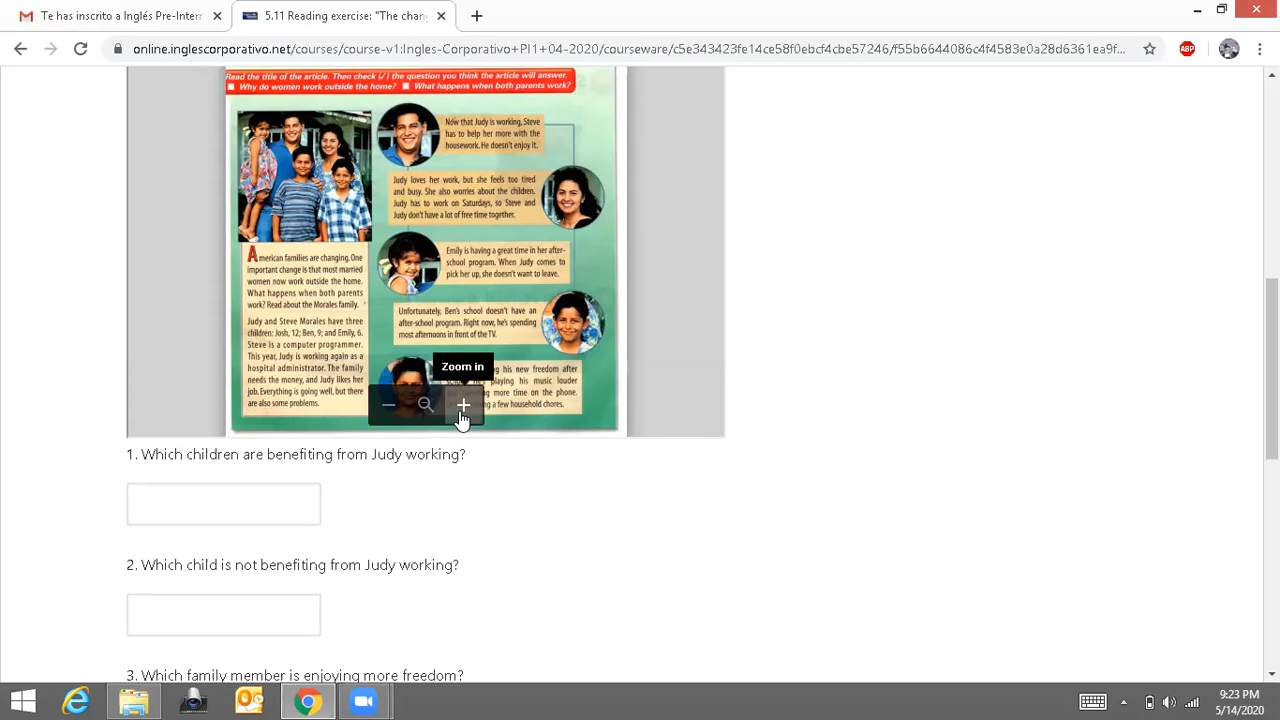 Te has inscrito a Inglés Pre-Interm
5.11 Reading exercise: "The chan
online.inglescorporativo.net/courses/course-v1:Ingles-Corporativo+PI1+04-2020/courseware/c5e343423fe14ce58f0ebcf4cbe57246/f55b6644086c4f4583e0a28d6361ea9f...
ABP
Read the title of the article. Then check (✓) the question you think the article will answer.
Why do women work outside the home? What happens when both parents work?
Now that Judy is working, Steve
has to help her more with the
housework. He doesn't enjoy it.
Judy loves her work, but she feels too tired
and busy. She also worries about the children.
Judy has to work on Saturdays, so Steve and
Judy don't have a lot of free time together.
American families are changing. One
important change is that most married
women now work outside the home.
What happens when both parents
work? Read about the Morales family.
Judy and Steve Morales have three
children: Josh, 12; Ben, 9; and Emily, 6.
Steve is a computer programmer.
This year, Judy is working again as a
hospital administrator. The family
needs the money, and Judy likes her
job. Everything is going well, but there
are also some problems.
Emily is having a great time in her after-
school program. When Judy comes to
pick her up, she doesn't want to leave.
Unfortunately, Ben's school doesn't have an
after-school program. Right now, he's spending
most afternoons in front of the TV.
his new freedom after
playing his music louder
more time on the phone.
a few household chores.
Zoom in
1. Which children are benefiting from Judy working?
2. Which child is not benefiting from Judy working?
3. Which family member is enjoying more freedom?
9:23 PM
5/14/2020